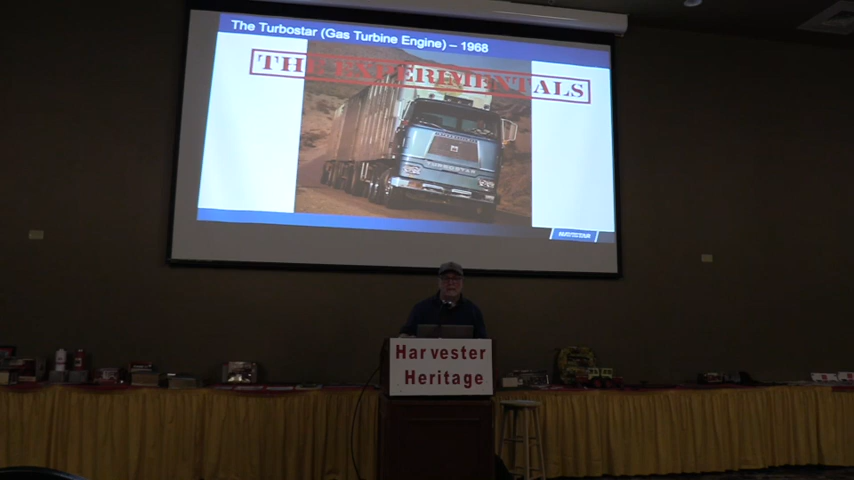 The Turbostar (Gas Turbine Engine) – 1968
THE EXPERIMENTALS
TURBOSTAR
NAVISTAR
Harvester
Heritage